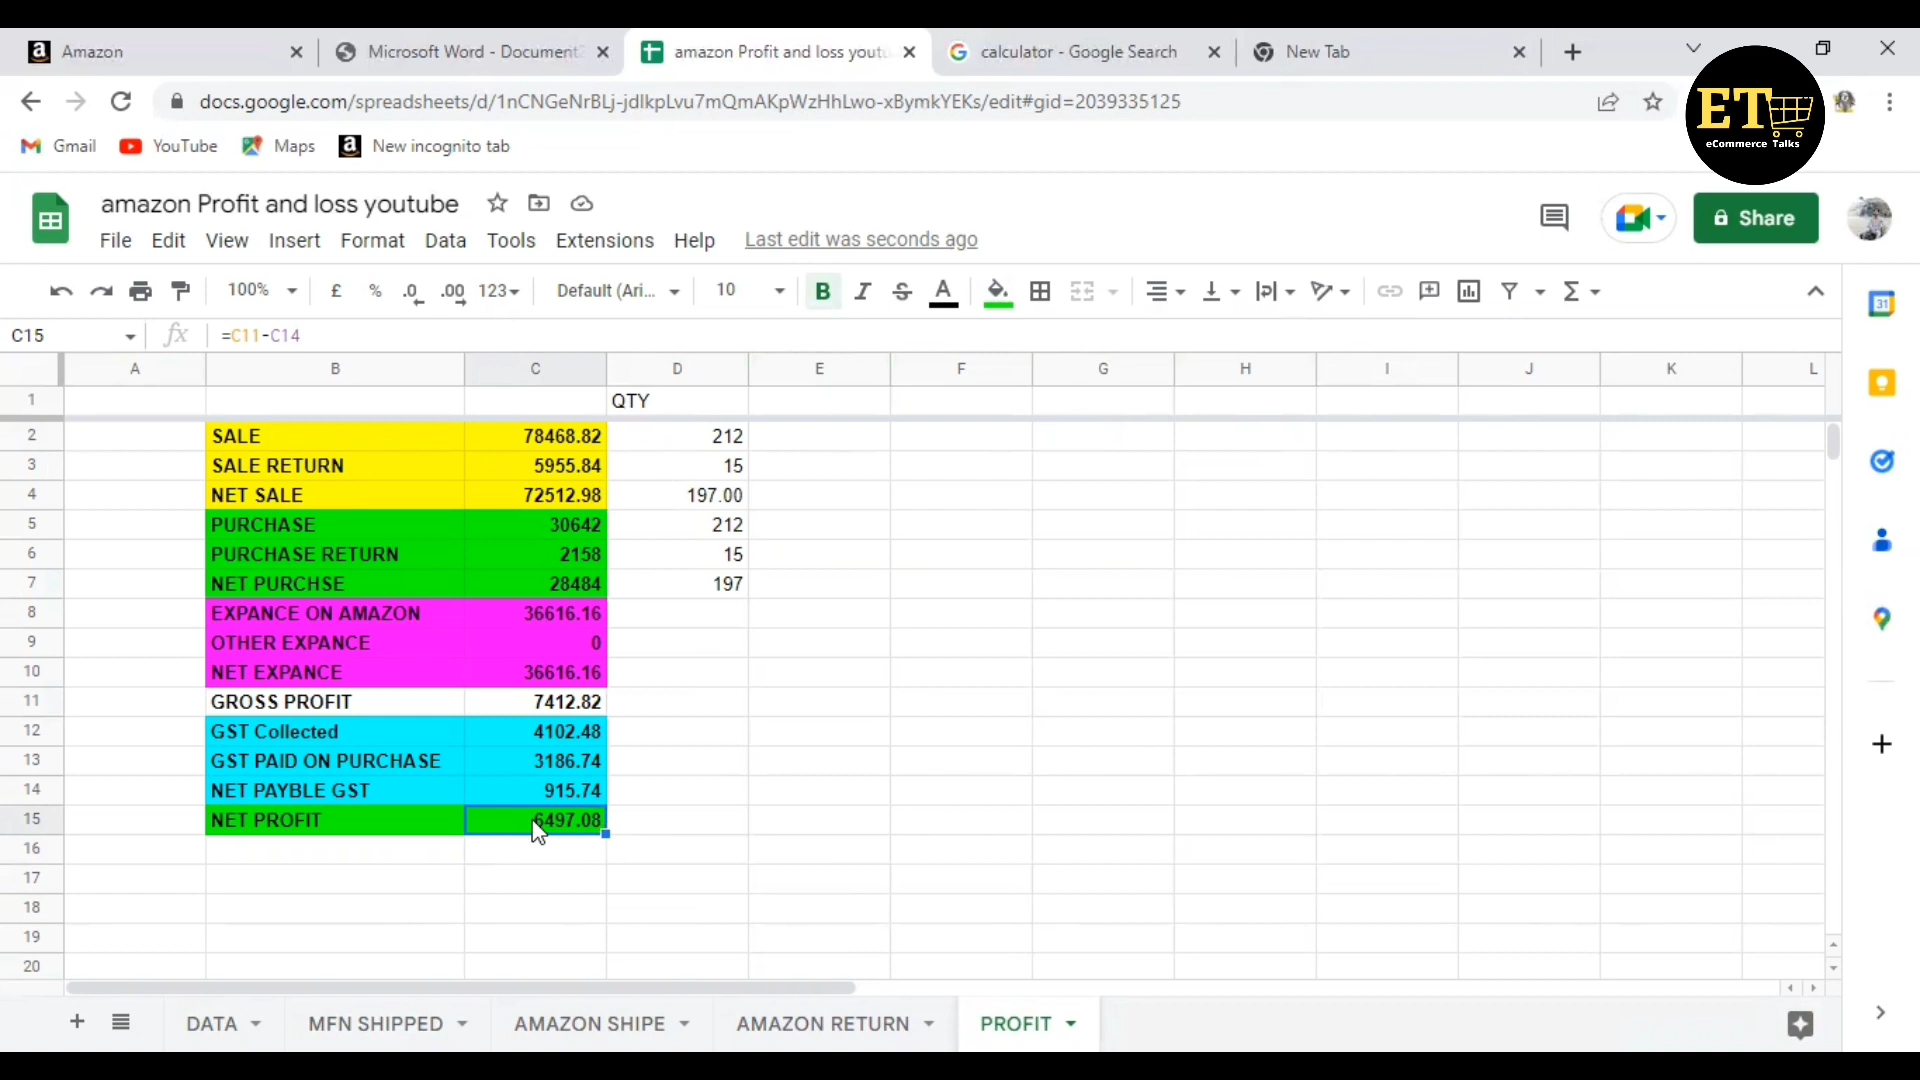 Amazon
Microsoft Word - Document
amazon Profit and loss youtu
calculator - Google Search
New Tab
docs.google.com/spreadsheets/d/1nCNGeNrBLj-jdlkpLvu7mQmAKpWzHhLwo-xBymkYEKs/edit#gid=2039335125
Gmail YouTube Maps New incognito tab
ET
eCommerce Talks
amazon Profit and loss youtube
File Edit View Insert Format Data Tools Extensions Help Last edit was seconds ago
Share
100% £ % .0 .00 123 Default (Ari... 10 B I S A Σ
31
C15 fx =C11-C14
A B C D E F G H I J K L
1 QTY
2 SALE 78468.82 212
3 SALE RETURN 5955.84 15
4 NET SALE 72512.98 197.00
5 PURCHASE 30642 212
6 PURCHASE RETURN 2158 15
7 NET PURCHSE 28484 197
8 EXPANCE ON AMAZON 36616.16
9 OTHER EXPANCE 0
10 NET EXPANCE 36616.16
11 GROSS PROFIT 7412.82
12 GST Collected 4102.48
13 GST PAID ON PURCHASE 3186.74
14 NET PAYBLE GST 915.74
15 NET PROFIT 6497.08
16
17
18
19
20
DATA MFN SHIPPED AMAZON SHIPE AMAZON RETURN PROFIT